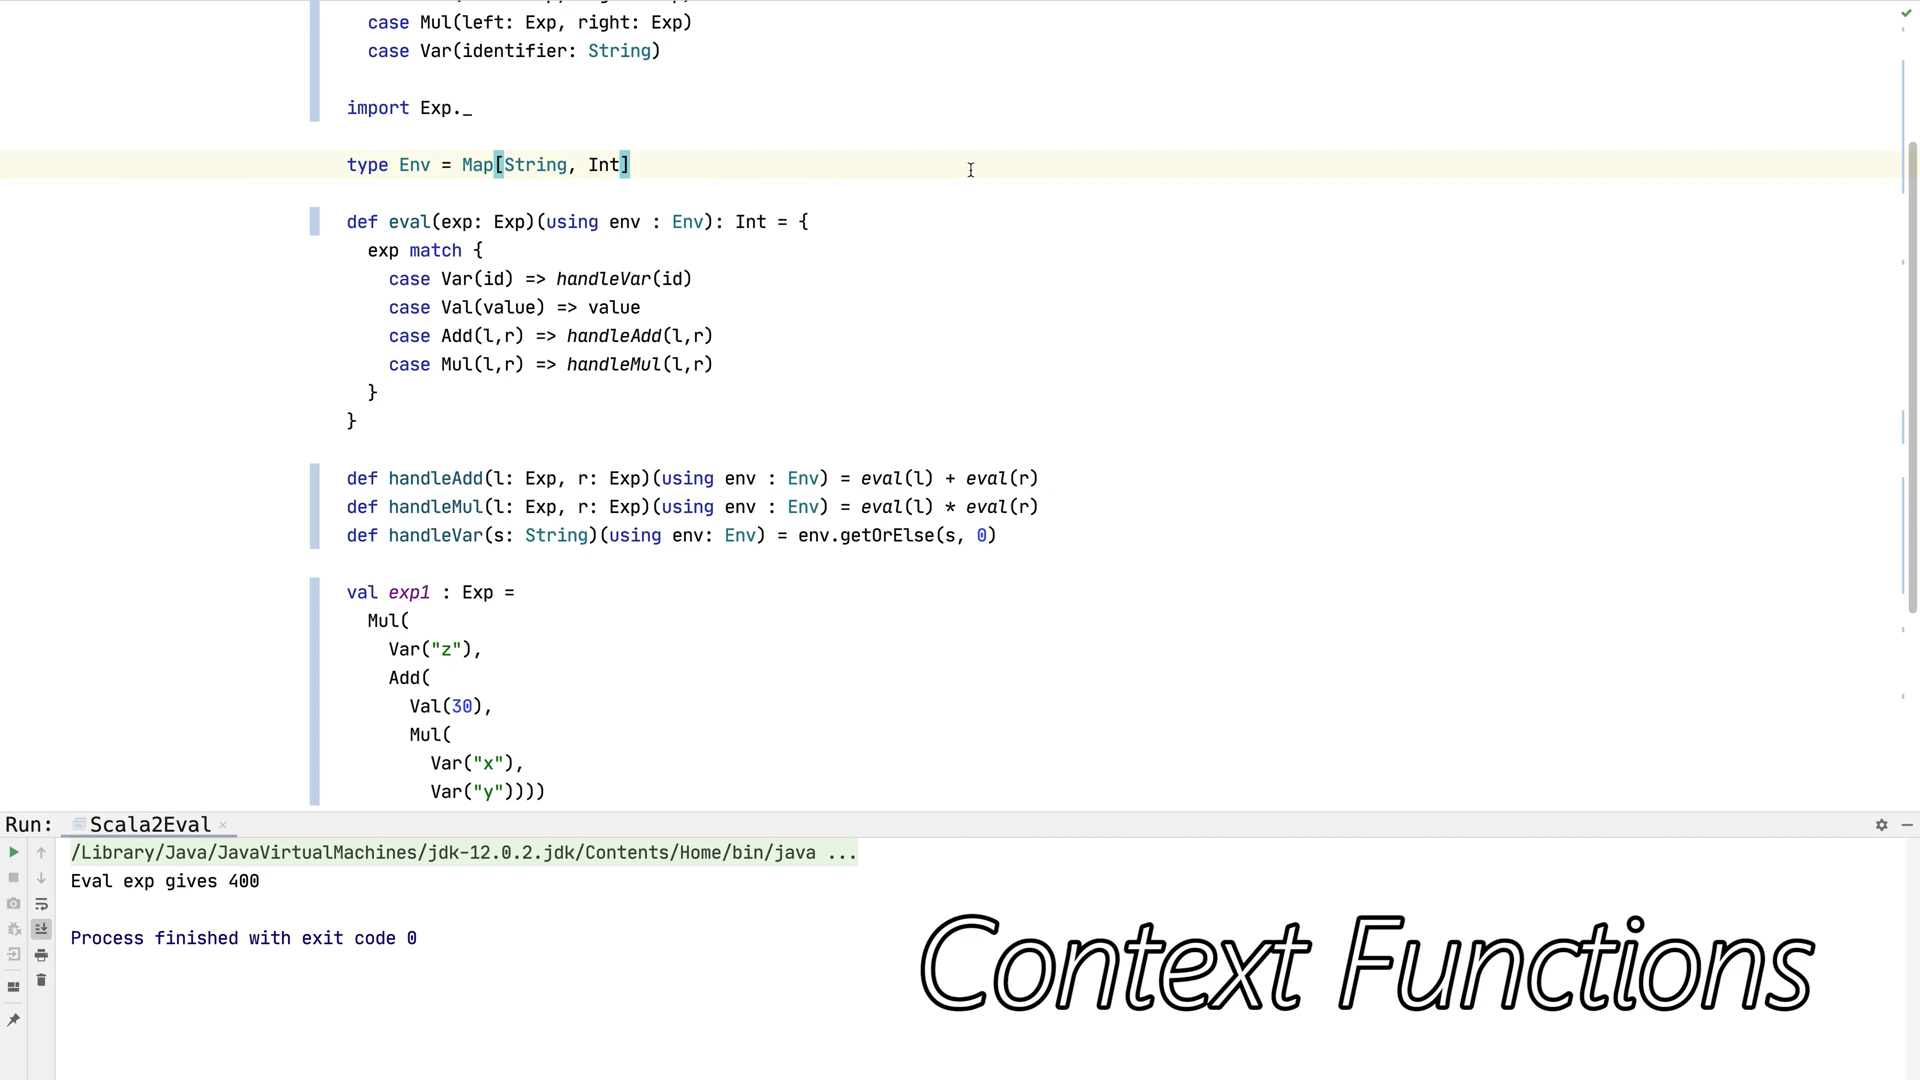 case Mul(left: Exp, right: Exp)
case Var(identifier: String)
import Exp._
type Env = Map[String, Int]
def eval(exp: Exp)(using env : Env): Int = {
exp match {
case Var(id) => handleVar(id)
case Val(value) => value
case Add(l,r) => handleAdd(l,r)
case Mul(l,r) => handleMul(l,r)
}
}
def handleAdd(l: Exp, r: Exp)(using env : Env) = eval(l) + eval(r)
def handleMul(l: Exp, r: Exp)(using env : Env) = eval(l) * eval(r)
def handleVar(s: String)(using env: Env) = env.getOrElse(s, 0)
val exp1 : Exp =
Mul(
Var("z"),
Add(
Val(30),
Mul(
Var("x"),
Var("y"))))
Run: Scala2Eval
/Library/Java/JavaVirtualMachines/jdk-12.0.2.jdk/Contents/Home/bin/java ...
Eval exp gives 400
Process finished with exit code 0
Context Functions